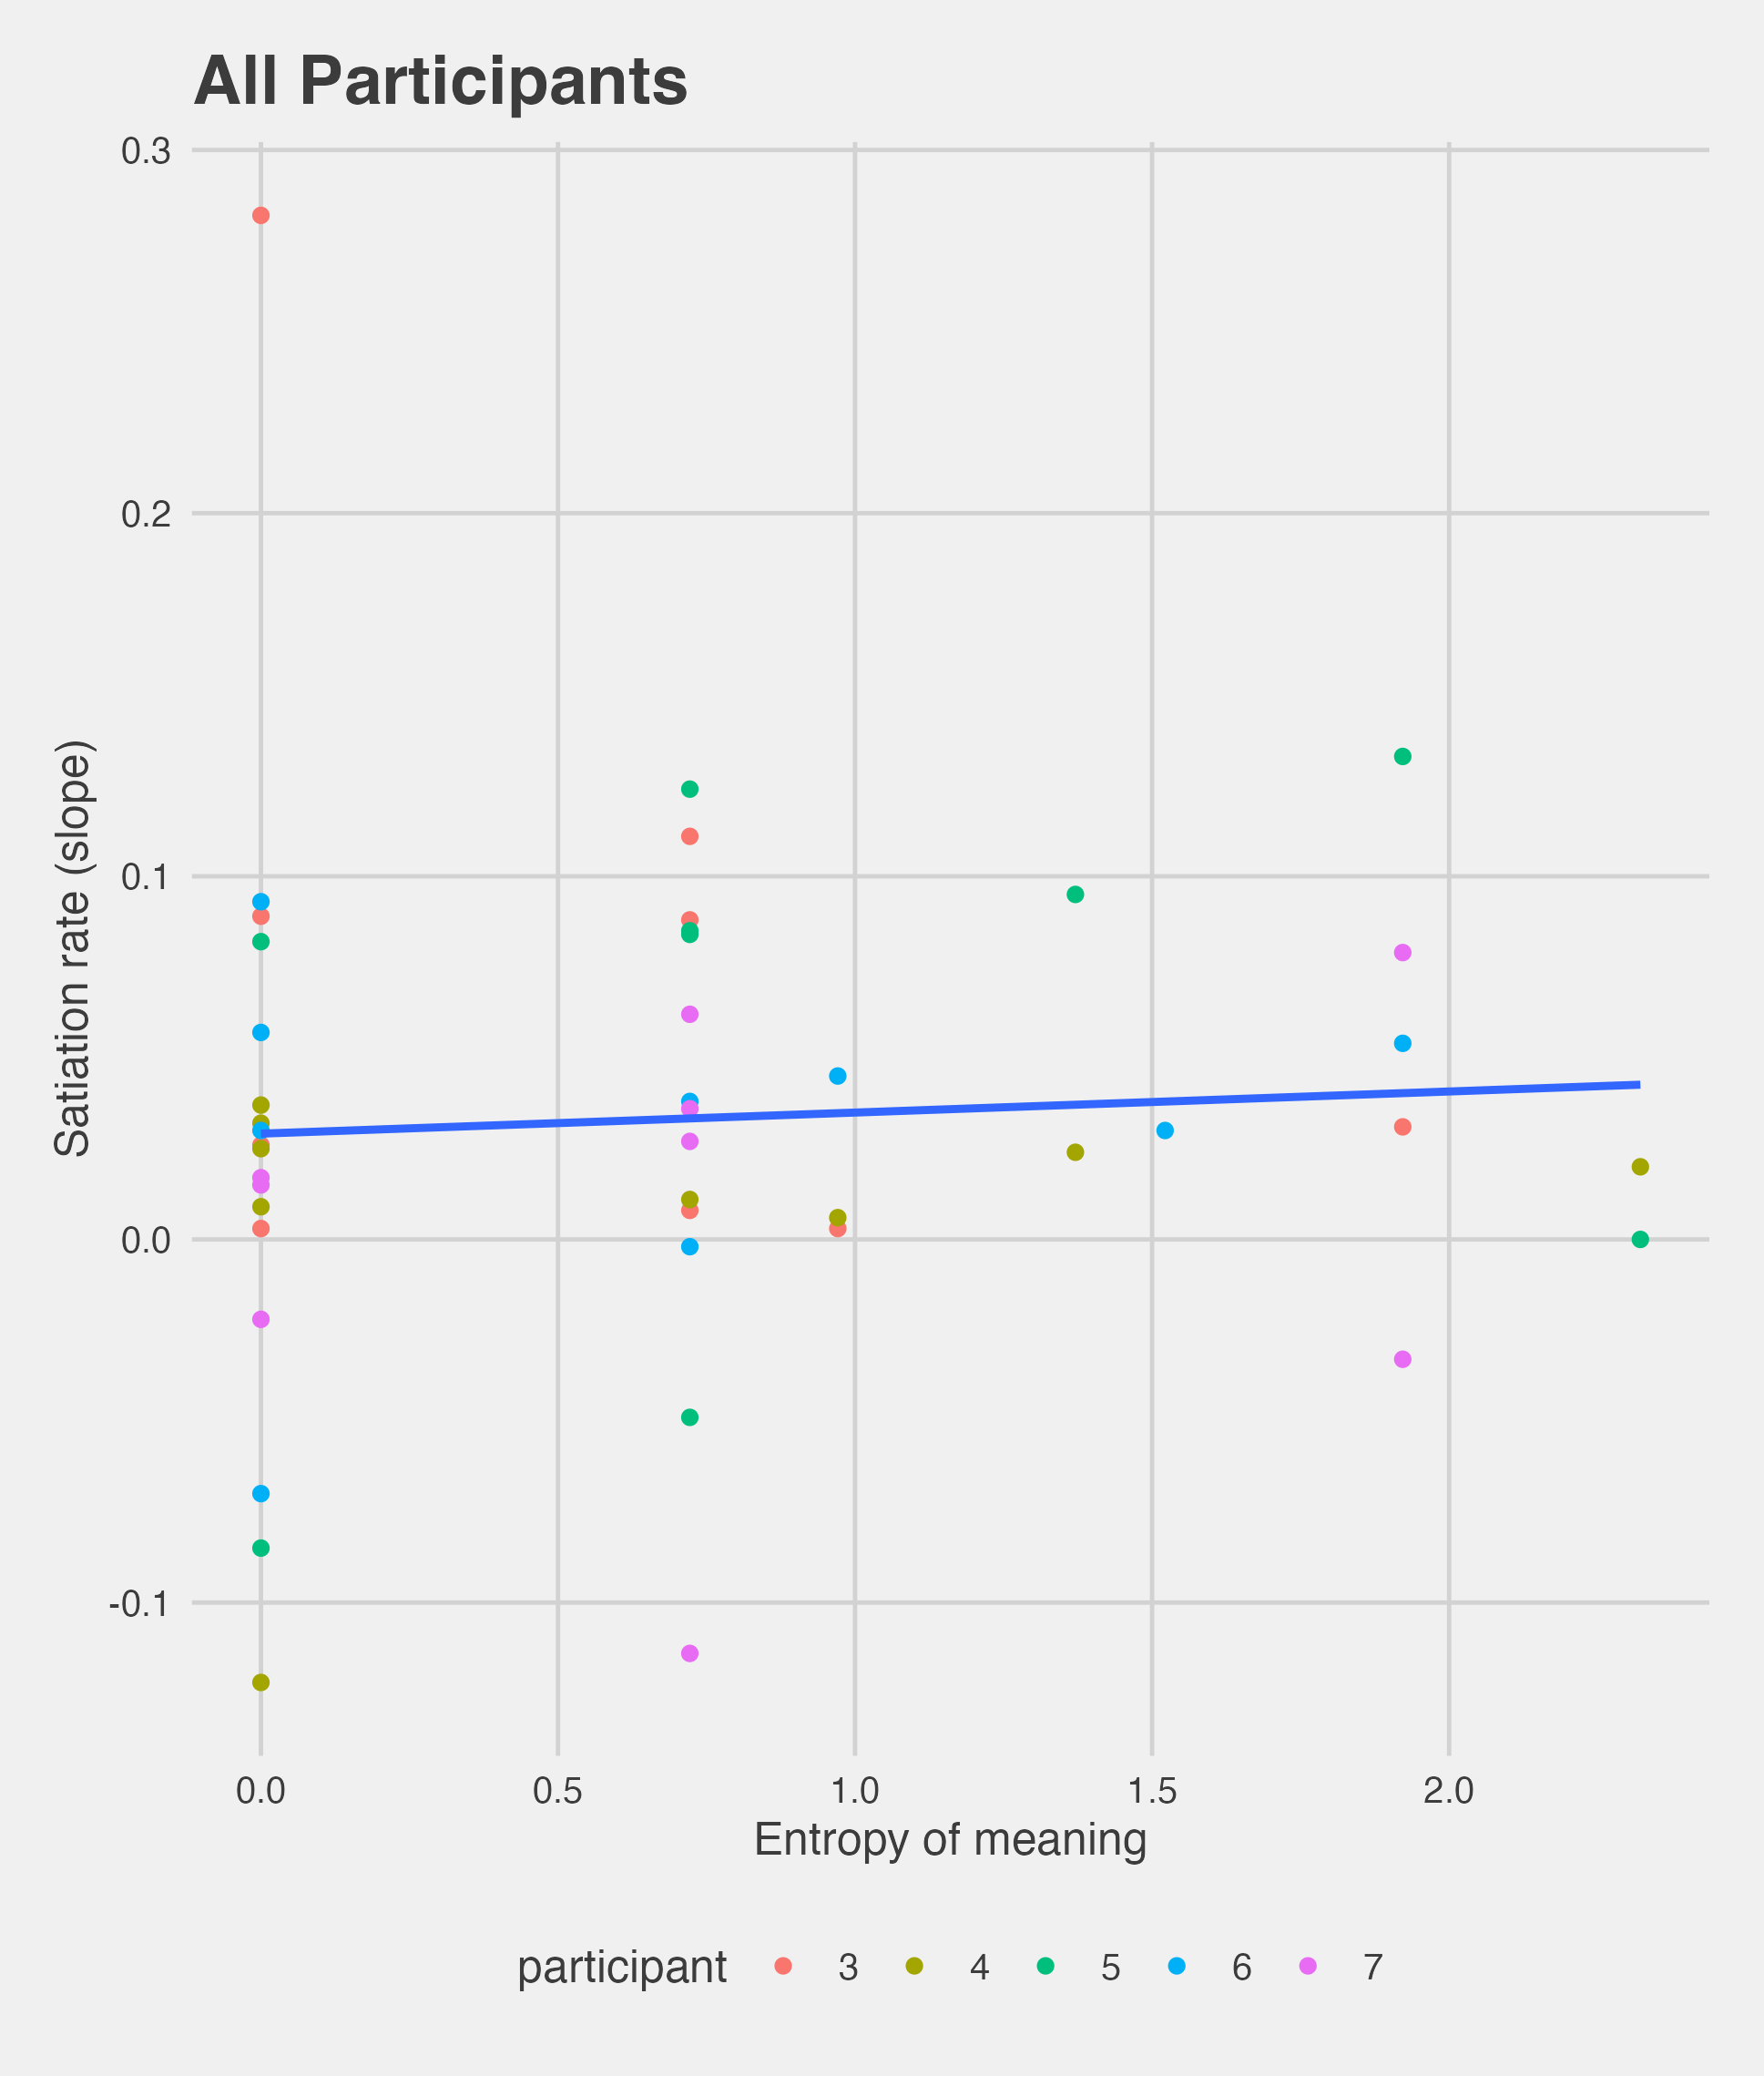 All Participants
0.3
0.2
0.1
0.0
-0.1
Satiation rate (slope)
0.0 0.5 1.0 1.5 2.0
Entropy of meaning
participant 3 4 5 6 7